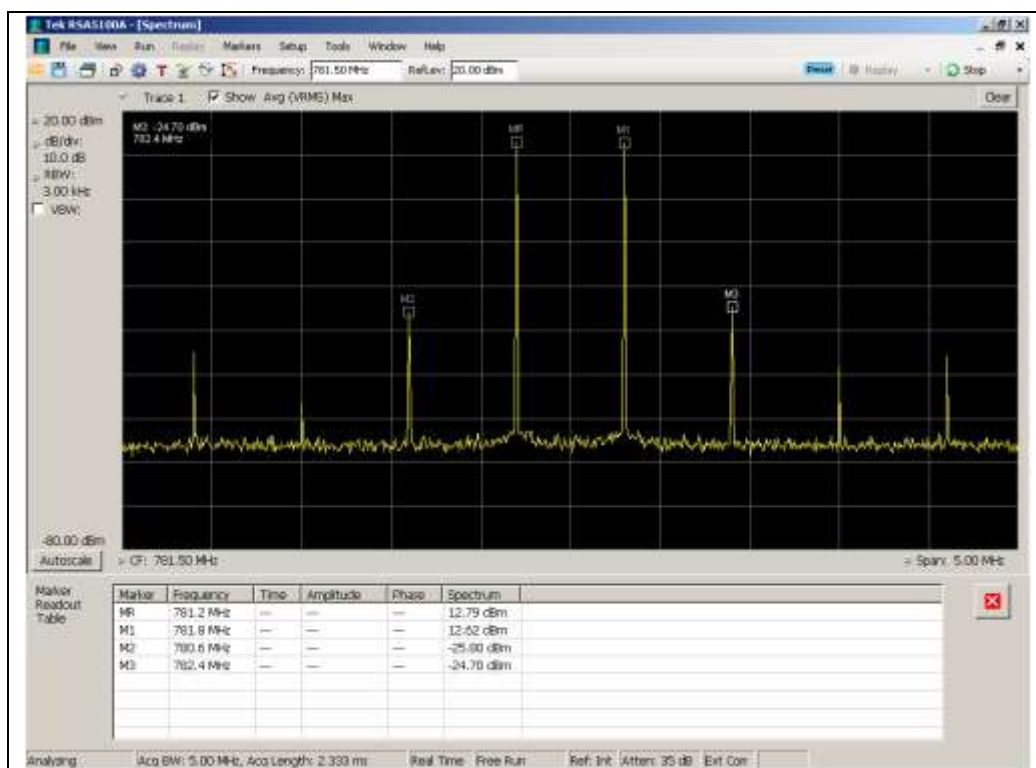 Tek RSA5100A - [Spectrum]
File View Run Replay Markers Setup Tools Window Help
Frequency: 781.50 MHz RefLev: 20.00 dBm Preset Replay Stop
Trace 1 Show Avg (VRMS) Max Clear
20.00 dBm
dB/div:
10.0 dB
RBW:
3.00 kHz
VBW:
M3: -24.70 dBm
782.4 MHz
MR
M1
M2
M3
-80.00 dBm
Autoscale CF: 781.50 MHz Span: 5.00 MHz
Marker
Readout
Table
Marker Frequency Time Amplitude Phase Spectrum
MR 781.2 MHz --- --- --- 12.79 dBm
M1 781.8 MHz --- --- --- 12.62 dBm
M2 780.6 MHz --- --- --- -25.80 dBm
M3 782.4 MHz --- --- --- -24.70 dBm
Analyzing Acq BW: 5.00 MHz, Acq Length: 2.333 ms Real Time Free Run Ref: Int Atten: 35 dB Ext Corr